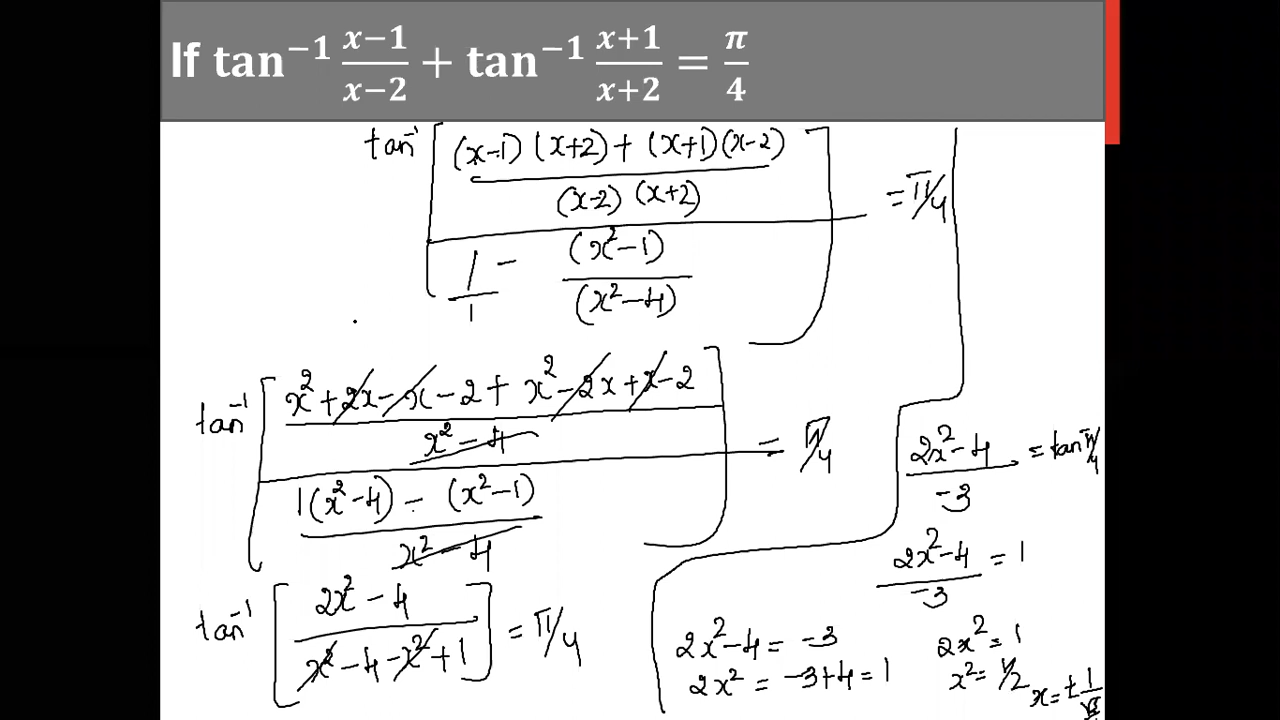 If tan⁻¹ (x−1)/(x−2) + tan⁻¹ (x+1)/(x+2) = π/4
tan⁻¹ [ ((x-1)(x+2) + (x+1)(x-2))/((x-2)(x+2)) / (1/1 - (x²-1)/(x²-4)) ] = π/4
tan⁻¹ [ (x²+2x-x-2+x²-2x+x-2)/(x²-4) / (1(x²-4) - (x²-1))/(x²-4) ] = π/4
tan⁻¹ [ (2x²-4)/(x²-4-x²+1) ] = π/4
(2x²-4)/-3 = tan π/4
(2x²-4)/-3 = 1
2x²-4 = -3
2x² = -3+4 = 1
2x² = 1
x² = 1/2
x = ± 1/√2